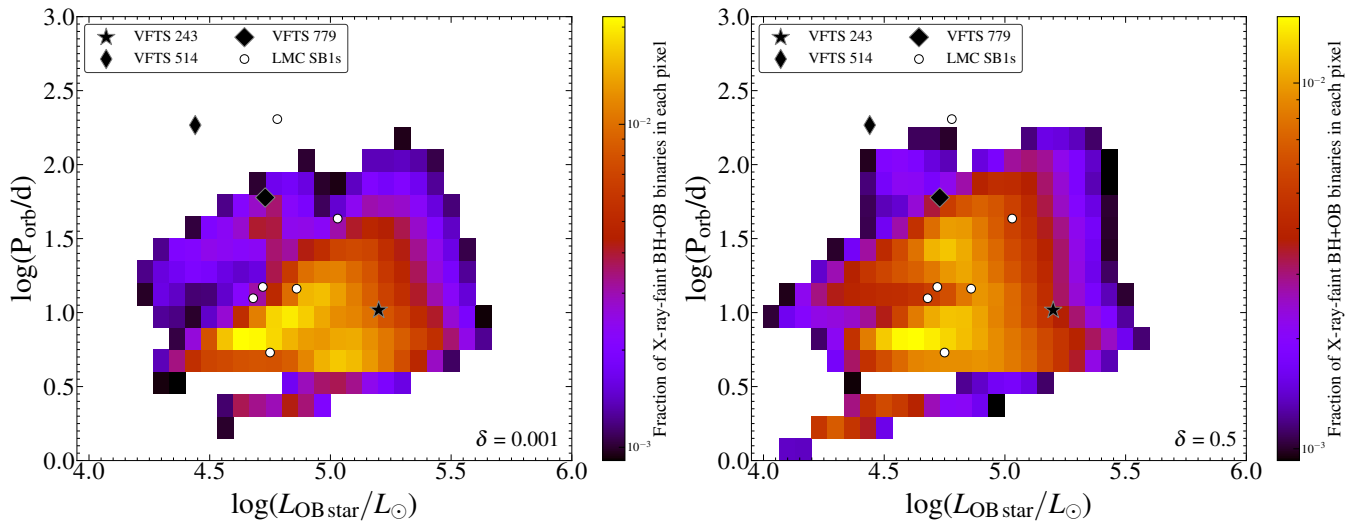 VFTS 243
VFTS 514
VFTS 779
LMC SB1s
3.0
2.5
2.0
1.5
1.0
0.5
0.0
log(P_orb/d)
4.0 4.5 5.0 5.5 6.0
log(L_OB star/L_⊙)
δ = 0.001
10^−2
10^−3
Fraction of X-ray-faint BH+OB binaries in each pixel
VFTS 243
VFTS 514
VFTS 779
LMC SB1s
3.0
2.5
2.0
1.5
1.0
0.5
0.0
log(P_orb/d)
4.0 4.5 5.0 5.5 6.0
log(L_OB star/L_⊙)
δ = 0.5
10^−2
10^−3
Fraction of X-ray-faint BH+OB binaries in each pixel